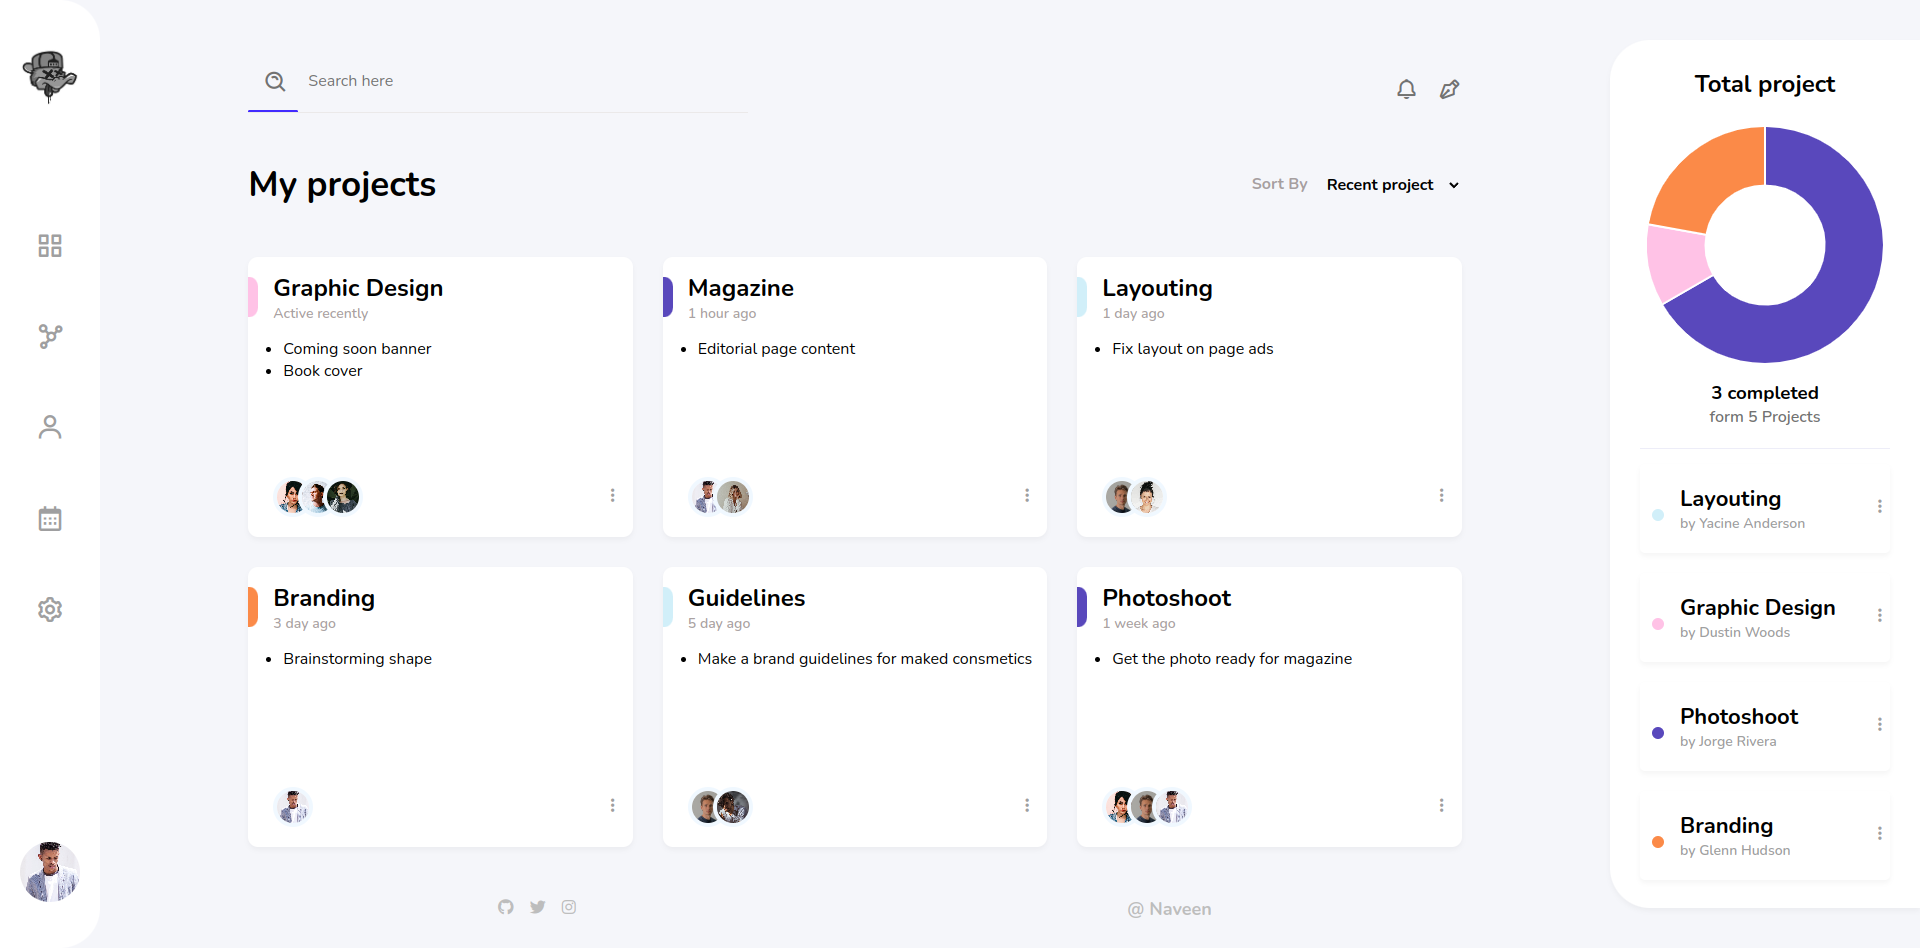 Search here
My projects
Sort By Recent project
Graphic Design
Active recently
Coming soon banner
Book cover
Magazine
1 hour ago
Editorial page content
Layouting
1 day ago
Fix layout on page ads
Branding
3 day ago
Brainstorming shape
Guidelines
5 day ago
Make a brand guidelines for maked consmetics
Photoshoot
1 week ago
Get the photo ready for magazine
@ Naveen
Total project
3 completed
form 5 Projects
Layouting
by Yacine Anderson
Graphic Design
by Dustin Woods
Photoshoot
by Jorge Rivera
Branding
by Glenn Hudson